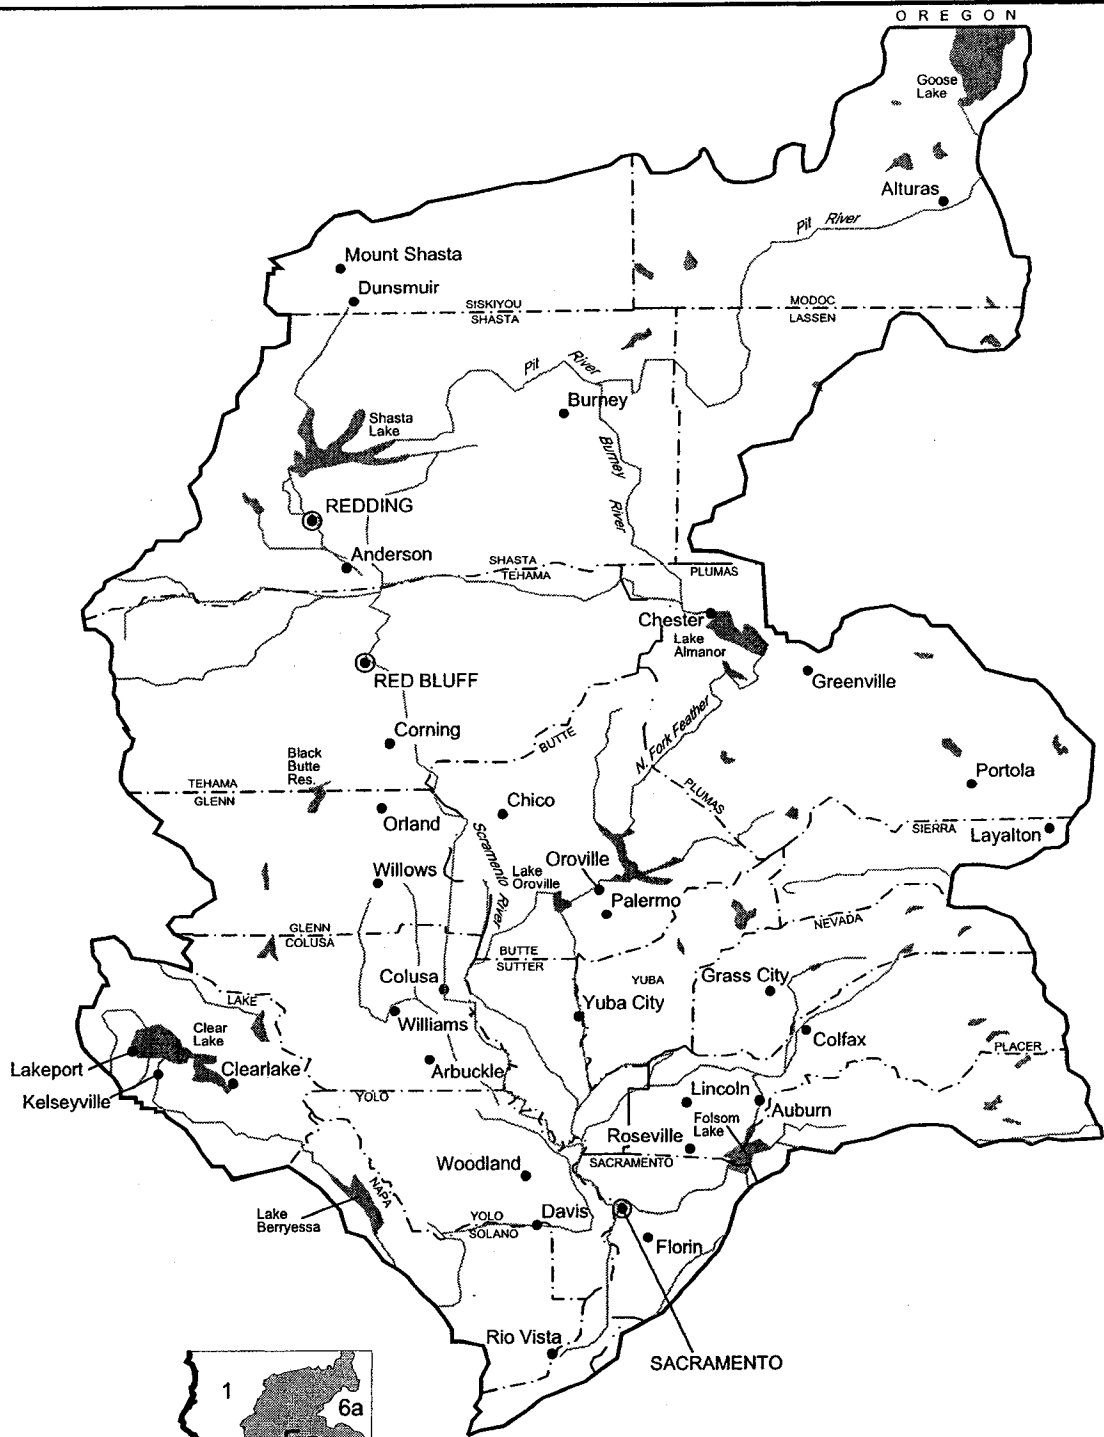 OREGON
Goose
Lake
Alturas
Pit River
Mount Shasta
Dunsmuir
SISKIYOU
SHASTA
MODOC
LASSEN
Pit River
Burney
Shasta
Lake
Burney River
REDDING
Anderson
SHASTA
TEHAMA
PLUMAS
Chester
Lake
Almanor
RED BLUFF
Greenville
N. Fork Feather
Corning
BUTTE
Black
Butte
Res.
TEHAMA
GLENN
Portola
PLUMAS
Chico
Orland
SIERRA
Layalton
Scramento River
Willows
Lake
Oroville
Oroville
Palermo
NEVADA
GLENN
COLUSA
BUTTE
SUTTER
YUBA
Colusa
Grass City
LAKE
Yuba City
Williams
Clear
Lake
Colfax
PLACER
Lakeport
Clearlake
Arbuckle
Kelseyville
YOLO
Lincoln
Auburn
Folsom
Lake
Roseville
SACRAMENTO
Woodland
NAPA
Lake
Berryessa
YOLO
SOLANO
Davis
Florin
Rio Vista
SACRAMENTO
1
6a